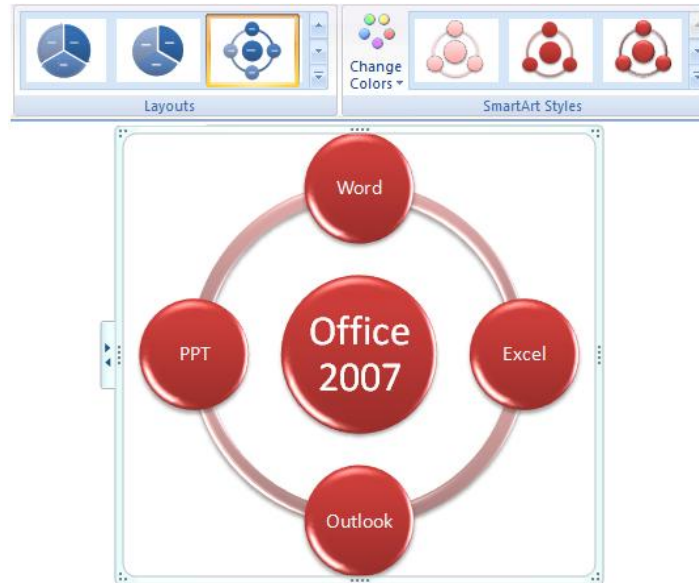 Change
Colors
Layouts
SmartArt Styles
Word
PPT
Office
2007
Excel
Outlook